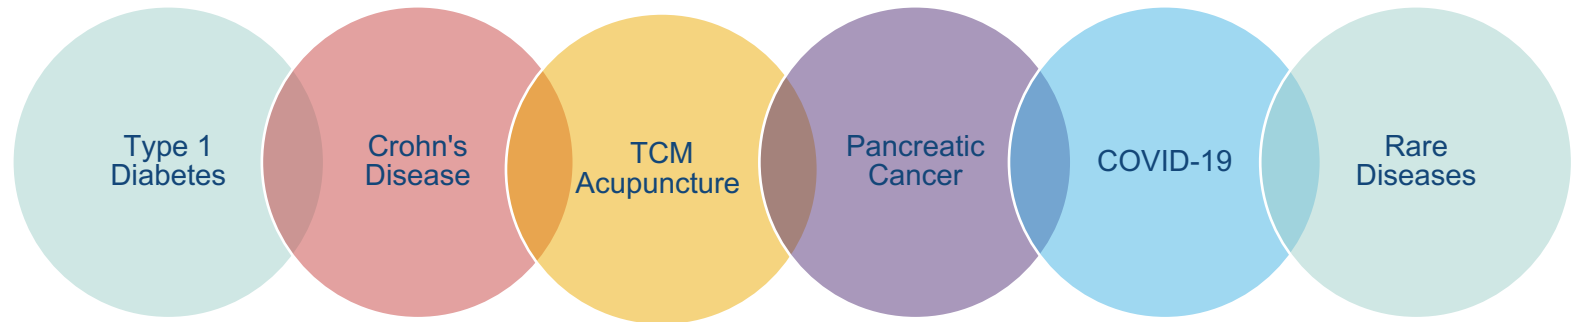 Type 1
Diabetes
Crohn's
Disease
TCM
Acupuncture
Pancreatic
Cancer
COVID-19
Rare
Diseases